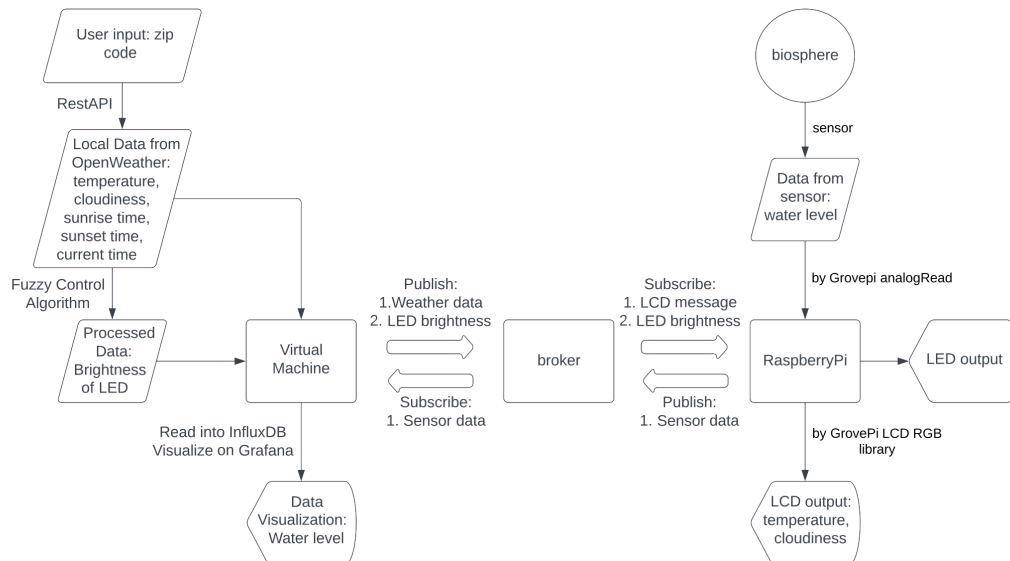 User input: zip
code
RestAPI
Local Data from
OpenWeather:
temperature,
cloudiness,
sunrise time,
sunset time,
current time
Fuzzy Control
Algorithm
Processed
Data:
Brightness
of LED
Virtual
Machine
Read into InfluxDB
Visualize on Grafana
Data
Visualization:
Water level
Publish:
1.Weather data
2. LED brightness
Subscribe:
1. Sensor data
broker
Subscribe:
1. LCD message
2. LED brightness
Publish:
1. Sensor data
biosphere
sensor
Data from
sensor:
water level
by Grovepi analogRead
RaspberryPi
LED output
by GrovePi LCD RGB
library
LCD output:
temperature,
cloudiness